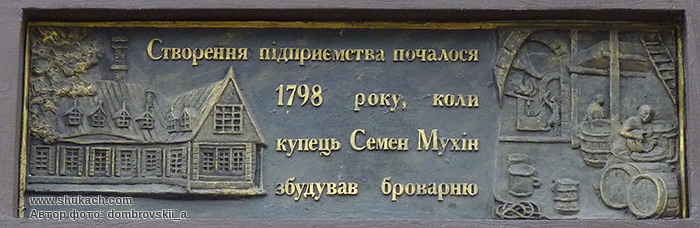 Створення підприємства почалося
1798 року, коли
купець Семен Мухін
збудував броварню
www.shukach.com
Автор фото: dombrovskii_a